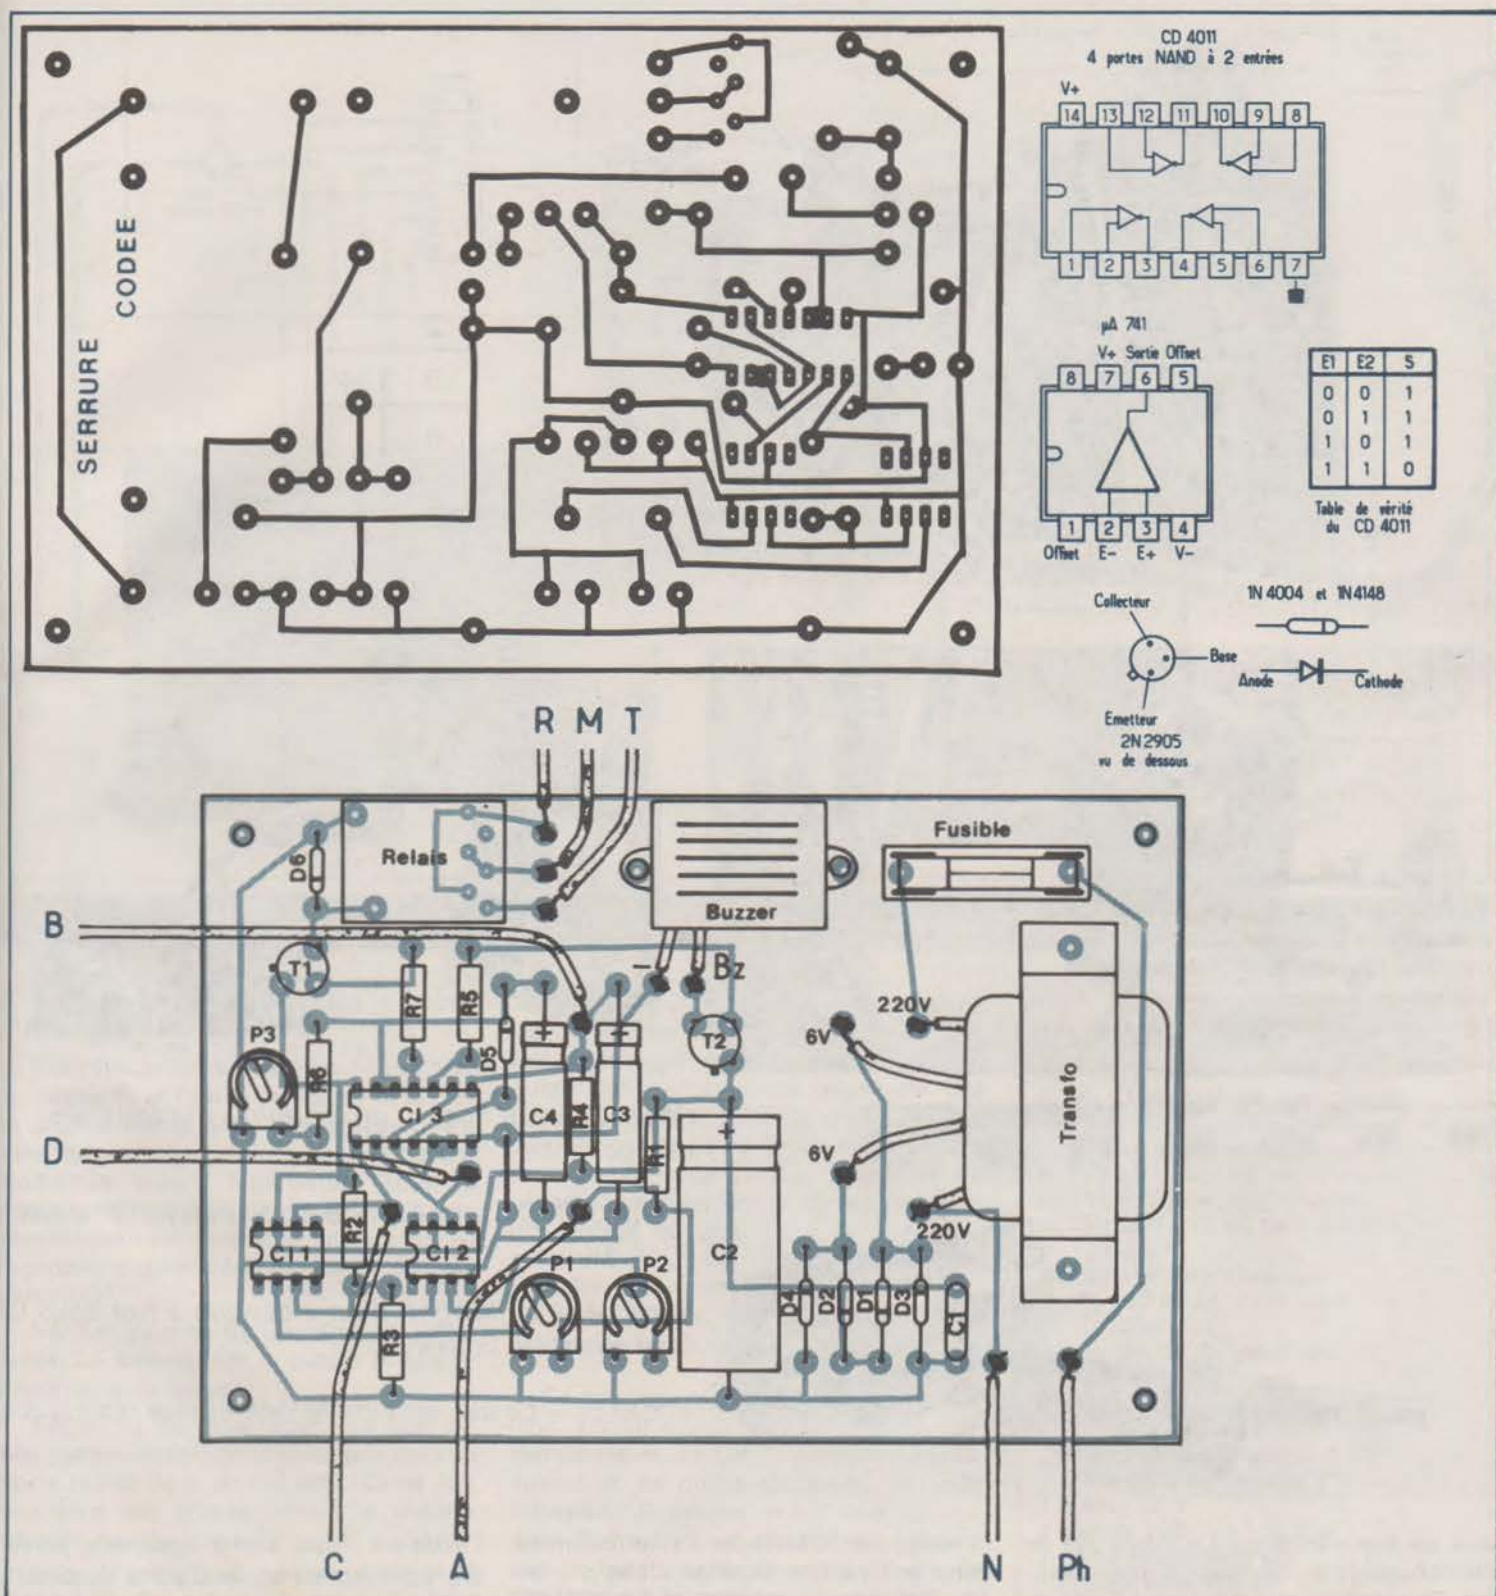 CD 4011
4 portes NAND à 2 entrées
V+
14 13 12 11 10 9 8
1 2 3 4 5 6 7
SERRURE CODEE
µA 741
V+ Sortie Offset
8 7 6 5
1 2 3 4
Offset E- E+ V-
E1 E2 S
0 0 1
0 1 1
1 0 1
1 1 0
Table de vérité
du CD 4011
Collecteur
Base
Emetteur
2N2905
vu de dessous
1N4004 et 1N4148
Anode
Cathode
R M T
D6
Relais
Buzzer
Fusible
B
T1
R7
R5
- Bz
P3
R6
D5
T2
6V
220V
CI 3
C4
R4
C3
R1
Transfo
D
6V
R2
CI 1
CI 2
220V
C2
P1
P2
D4
D2
D1
D3
C1
R3
C A N Ph